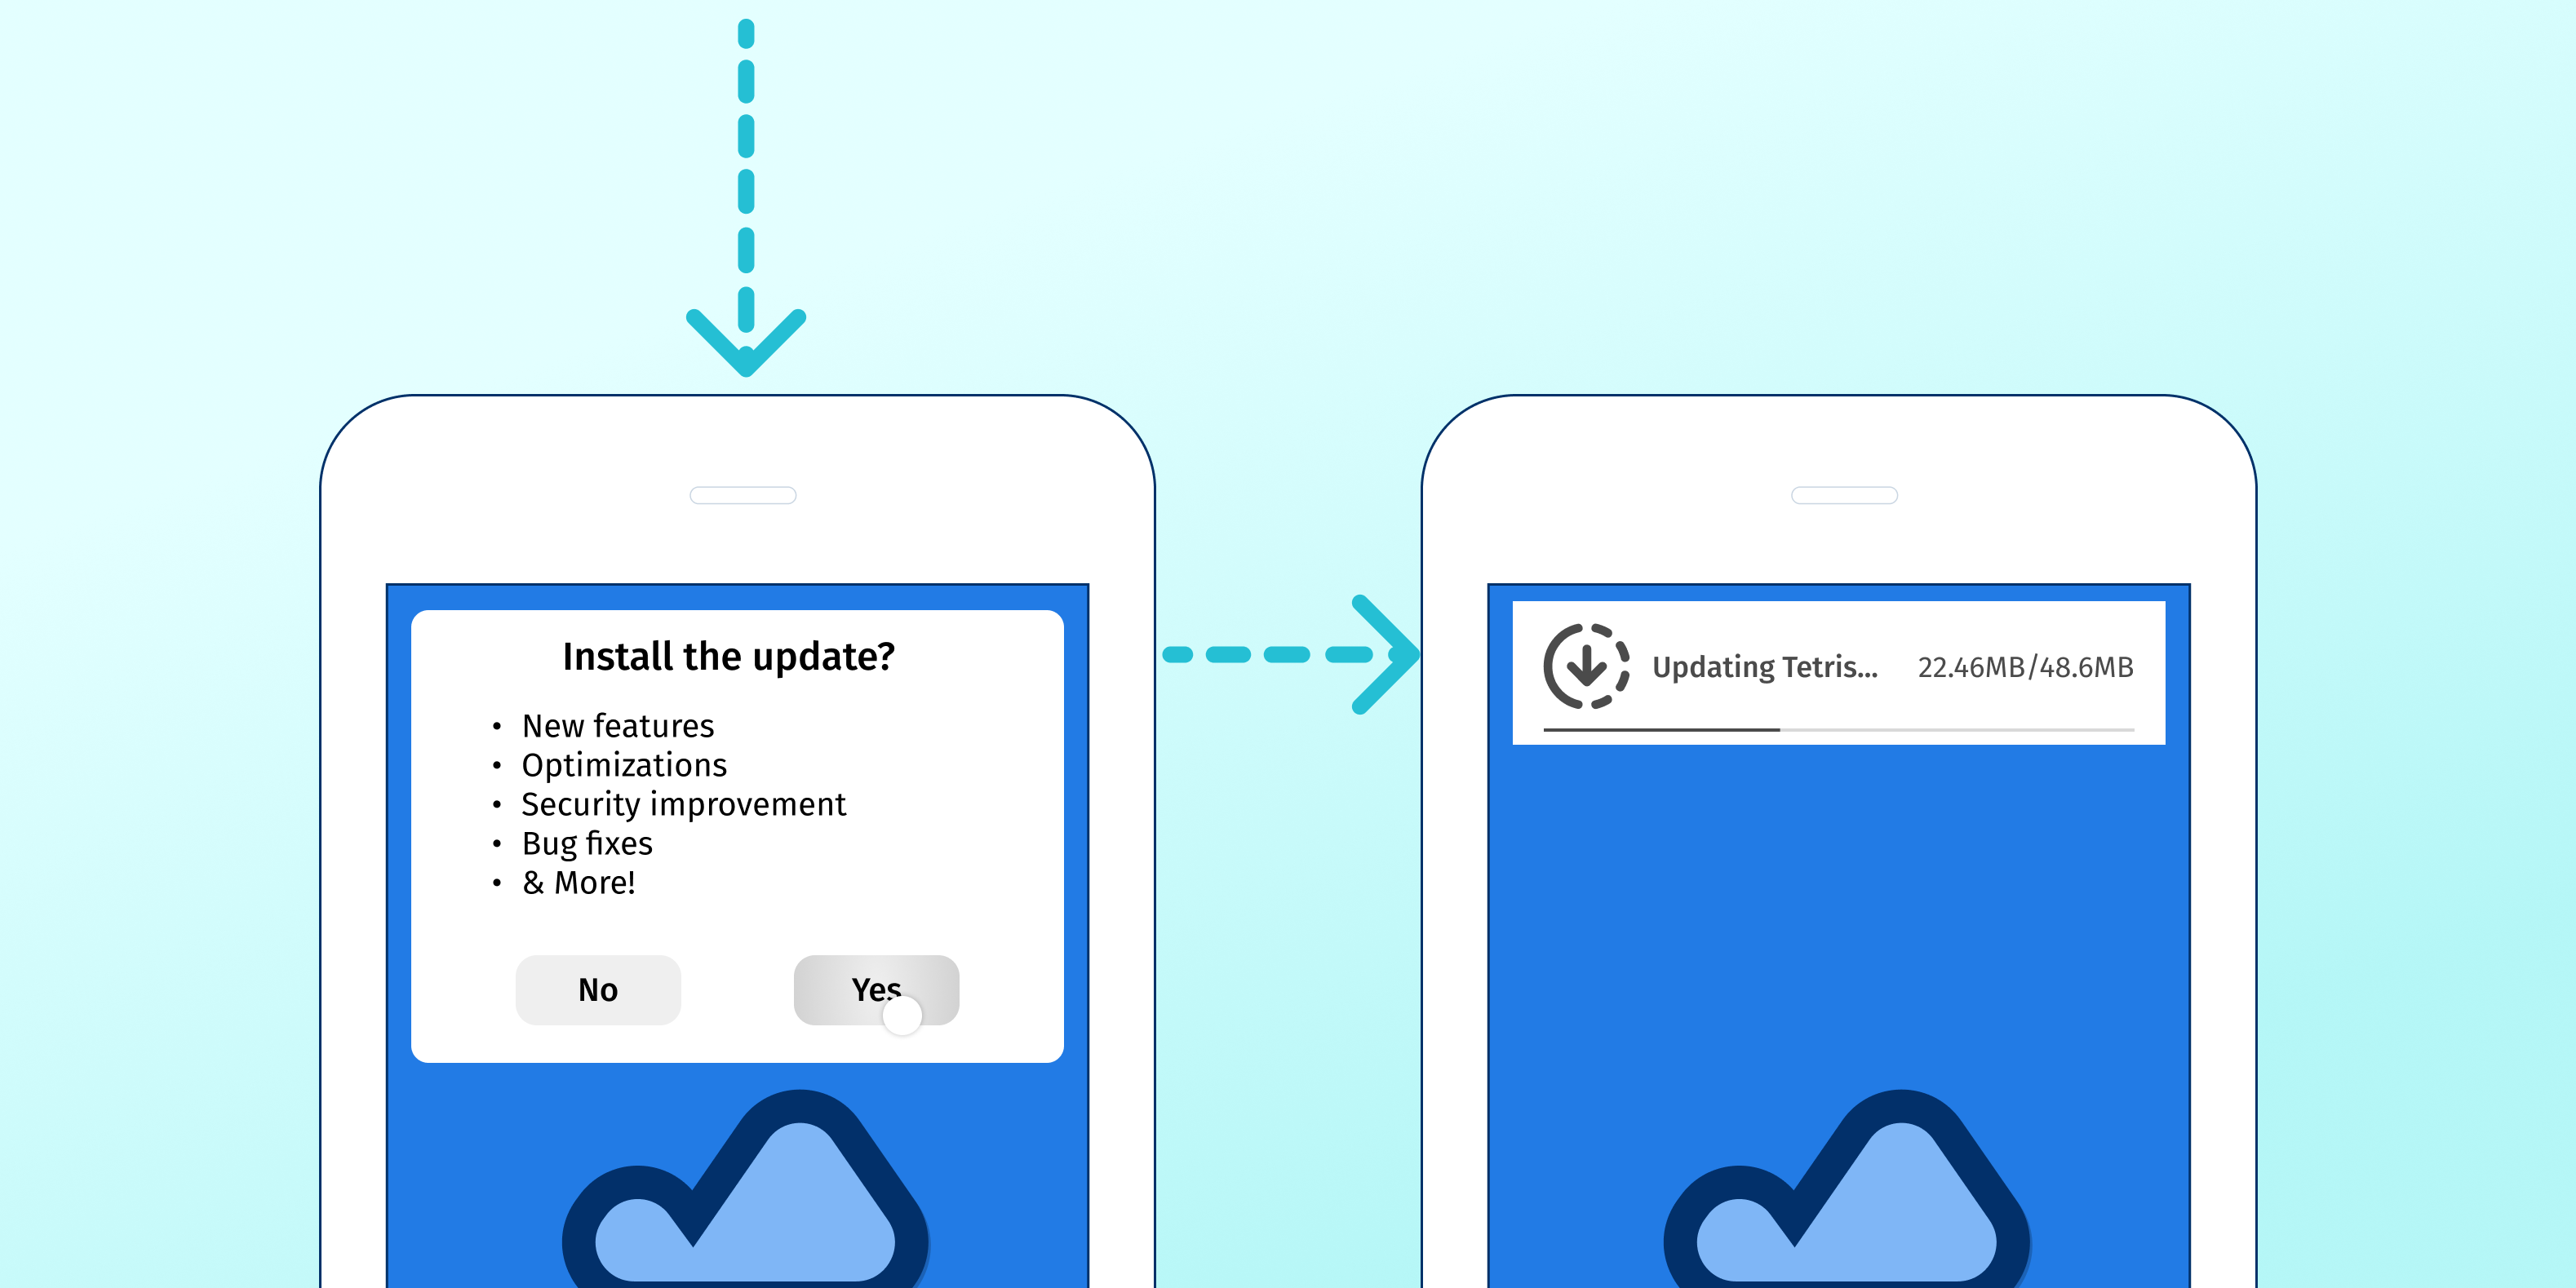 Install the update?
• New features
• Optimizations
• Security improvement
• Bug fixes
• & More!
No
Yes
Updating Tetris... 22.46MB/48.6MB